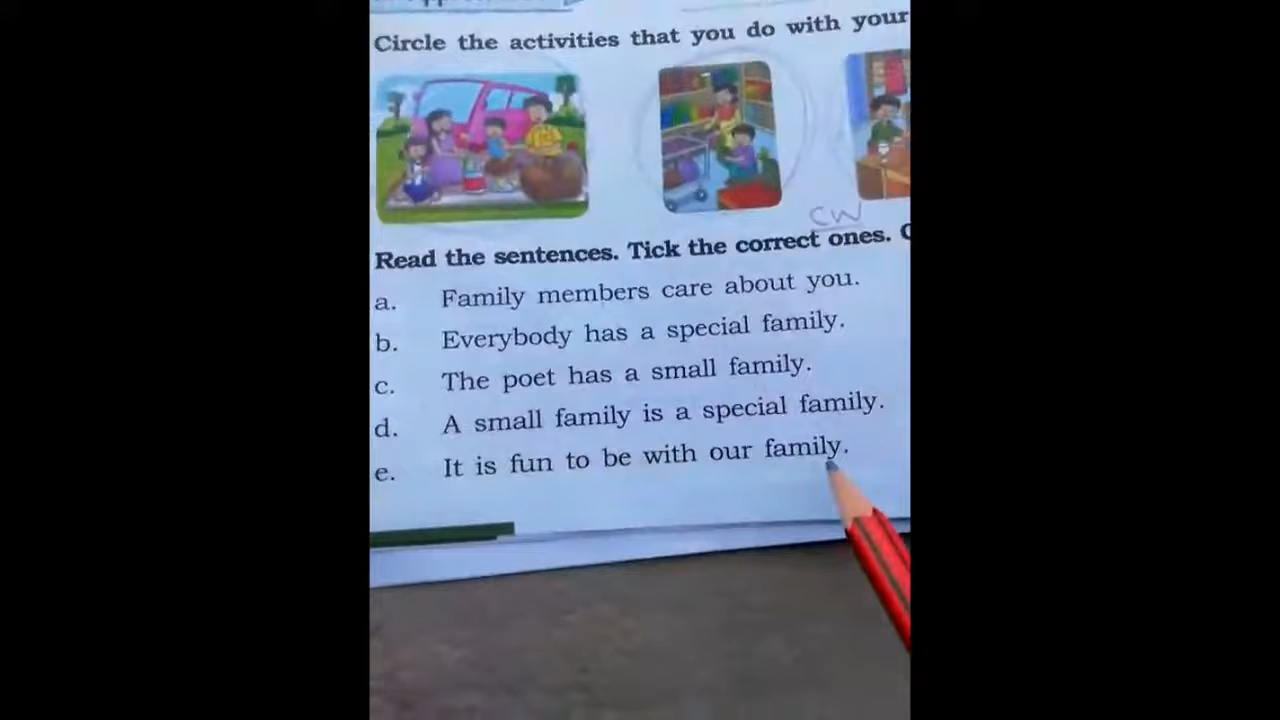 Circle the activities that you do with your
CW
Read the sentences. Tick the correct ones.
a. Family members care about you.
b. Everybody has a special family.
c. The poet has a small family.
d. A small family is a special family.
e. It is fun to be with our family.